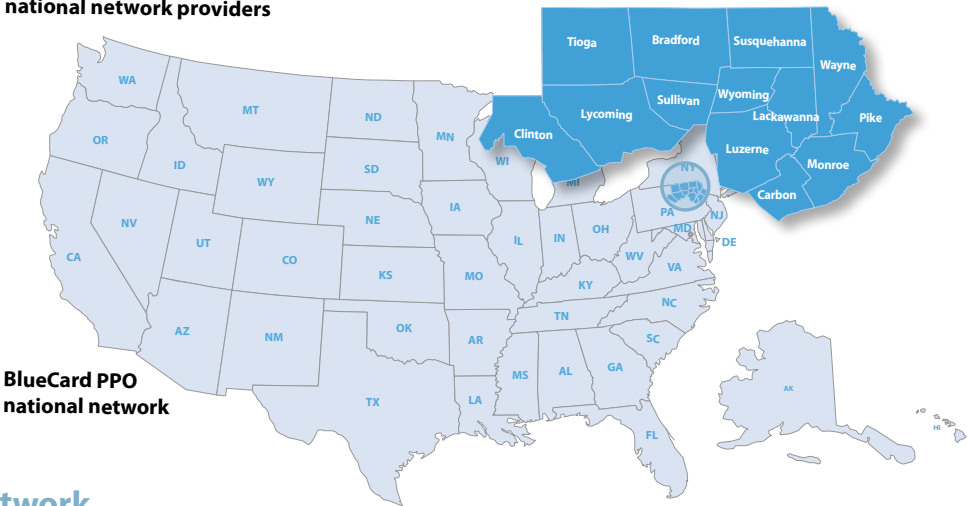 national network providers
Tioga
Bradford
Susquehanna
Wayne
Wyoming
Sullivan
Lycoming
Lackawanna
Pike
Clinton
Luzerne
Monroe
Carbon
WA
MT
ND
MN
OR
ID
WI
NY
SD
WY
MI
IA
PA
NJ
NE
NV
MD
OH
IL
IN
DE
UT
WV
CA
CO
VA
KS
MO
KY
NC
TN
OK
AZ
NM
AR
SC
GA
MS
AL
BlueCard PPO
national network
TX
LA
AK
HI
FL
twork